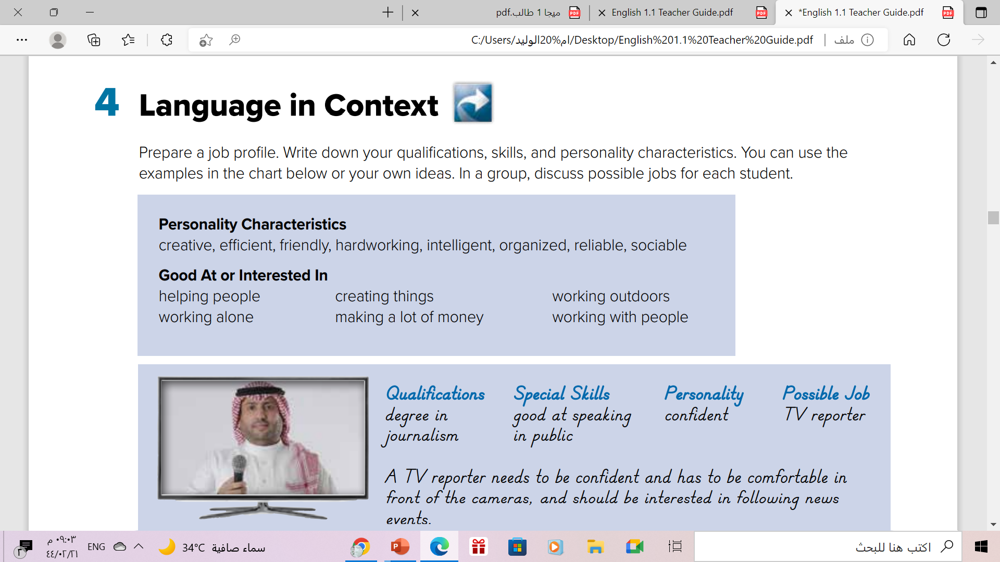 ميجا 1 طالب.pdf
English 1.1 Teacher Guide.pdf
*English 1.1 Teacher Guide.pdf
C:/Users/ام%20الوليد/Desktop/English%201.1%20Teacher%20Guide.pdf
ملف
4 Language in Context
Prepare a job profile. Write down your qualifications, skills, and personality characteristics. You can use the
examples in the chart below or your own ideas. In a group, discuss possible jobs for each student.
Personality Characteristics
creative, efficient, friendly, hardworking, intelligent, organized, reliable, sociable
Good At or Interested In
helping people creating things working outdoors
working alone making a lot of money working with people
Qualifications Special Skills Personality Possible Job
degree in good at speaking confident TV reporter
journalism in public
A TV reporter needs to be confident and has to be comfortable in
front of the cameras, and should be interested in following news
events.
٠٩:٠٣ م
٤٤/٠٢/٢١
٢
ENG
34°C سماء صافية
اكتب هنا للبحث